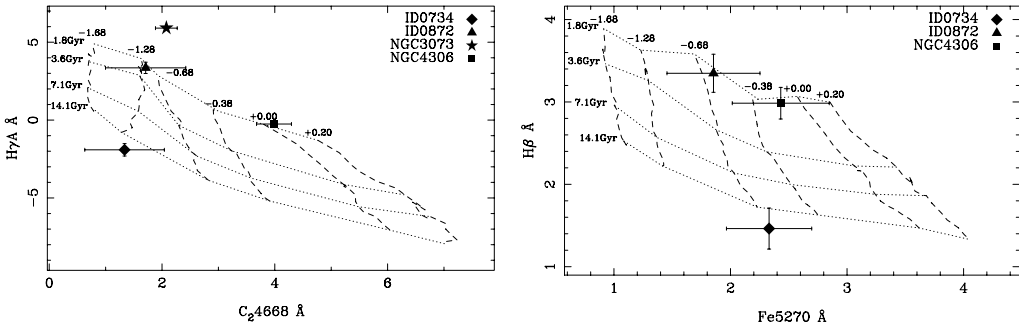 ID0734
ID0872
NGC3073
NGC4306
5
0
−5
HγA Å
1.8Gyr
3.6Gyr
7.1Gyr
14.1Gyr
−1.68
−1.28
−0.68
−0.38
+0.00
+0.20
0
2
4
6
C₂4668 Å
ID0734
ID0872
NGC4306
4
3
2
1
Hβ Å
1.8Gyr
3.6Gyr
7.1Gyr
14.1Gyr
−1.68
−1.28
−0.68
−0.38
+0.00
+0.20
1
2
3
4
Fe5270 Å